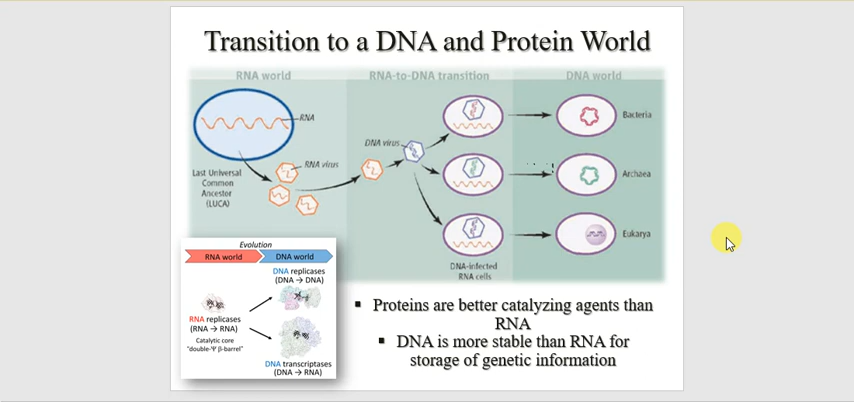 Transition to a DNA and Protein World
RNA world
RNA-to-DNA transition
DNA world
RNA
Last Universal
Common
Ancestor
(LUCA)
RNA virus
DNA virus
Bacteria
Archaea
Eukarya
DNA-infected
RNA cells
Evolution
RNA world
DNA world
DNA replicases
(DNA → DNA)
RNA replicases
(RNA → RNA)
Catalytic core
"double-Ψ β-barrel"
DNA transcriptases
(DNA → RNA)
▪ Proteins are better catalyzing agents than
RNA
▪ DNA is more stable than RNA for
storage of genetic information